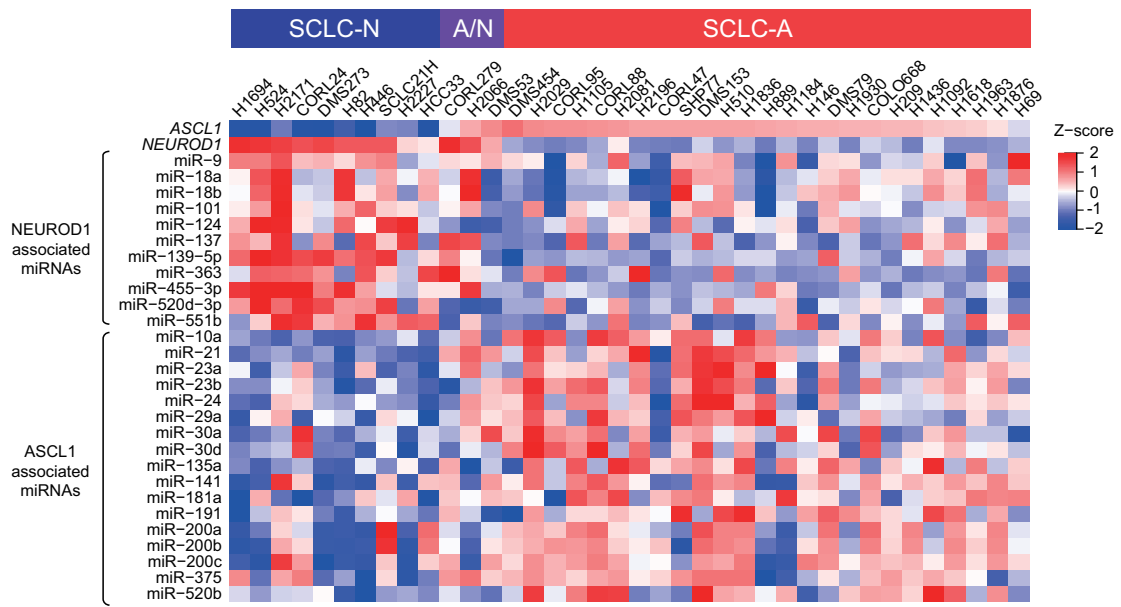 SCLC-N A/N SCLC-A
H1694 H524 H2171 CORL24 DMS273 H82 H446 SCLC21H H2227 HCC33 CORL279 H2066 DMS53 DMS454 H2029 CORL95 H1105 CORL88 H2081 H2196 CORL47 SHP77 DMS153 H510 H1836 H889 H1184 H146 DMS79 H1930 COLO668 H209 H1436 H1092 H1618 H1963 H1876 H69
ASCL1
NEUROD1
miR−9
miR−18a
miR−18b
miR−101
miR−124
miR−137
miR−139−5p
miR−363
miR−455−3p
miR−520d−3p
miR−551b
miR−10a
miR−21
miR−23a
miR−23b
miR−24
miR−29a
miR−30a
miR−30d
miR−135a
miR−141
miR−181a
miR−191
miR−200a
miR−200b
miR−200c
miR−375
miR−520b
NEUROD1
associated
miRNAs
ASCL1
associated
miRNAs
Z−score
2
1
0
−1
−2